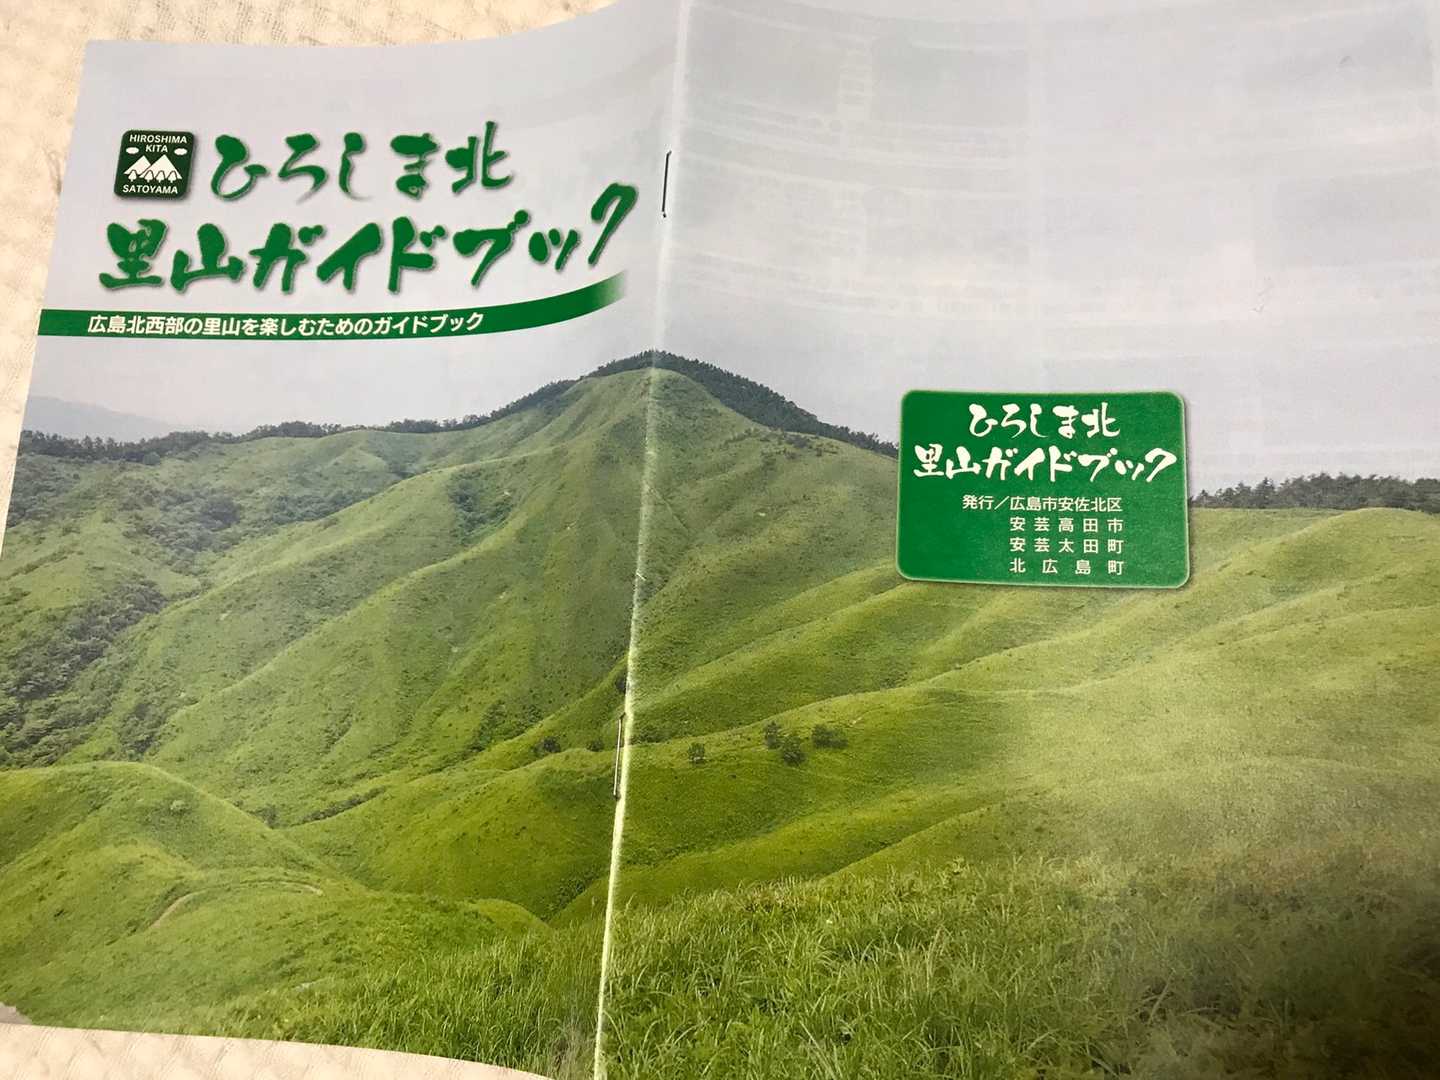 HIROSHIMA
KITA
SATOYAMA
ひろしま北
里山ガイドブック
広島北西部の里山を楽しむためのガイドブック
ひろしま北
里山ガイドブック
発行／広島市安佐北区
安芸高田市
安芸太田町
北広島町